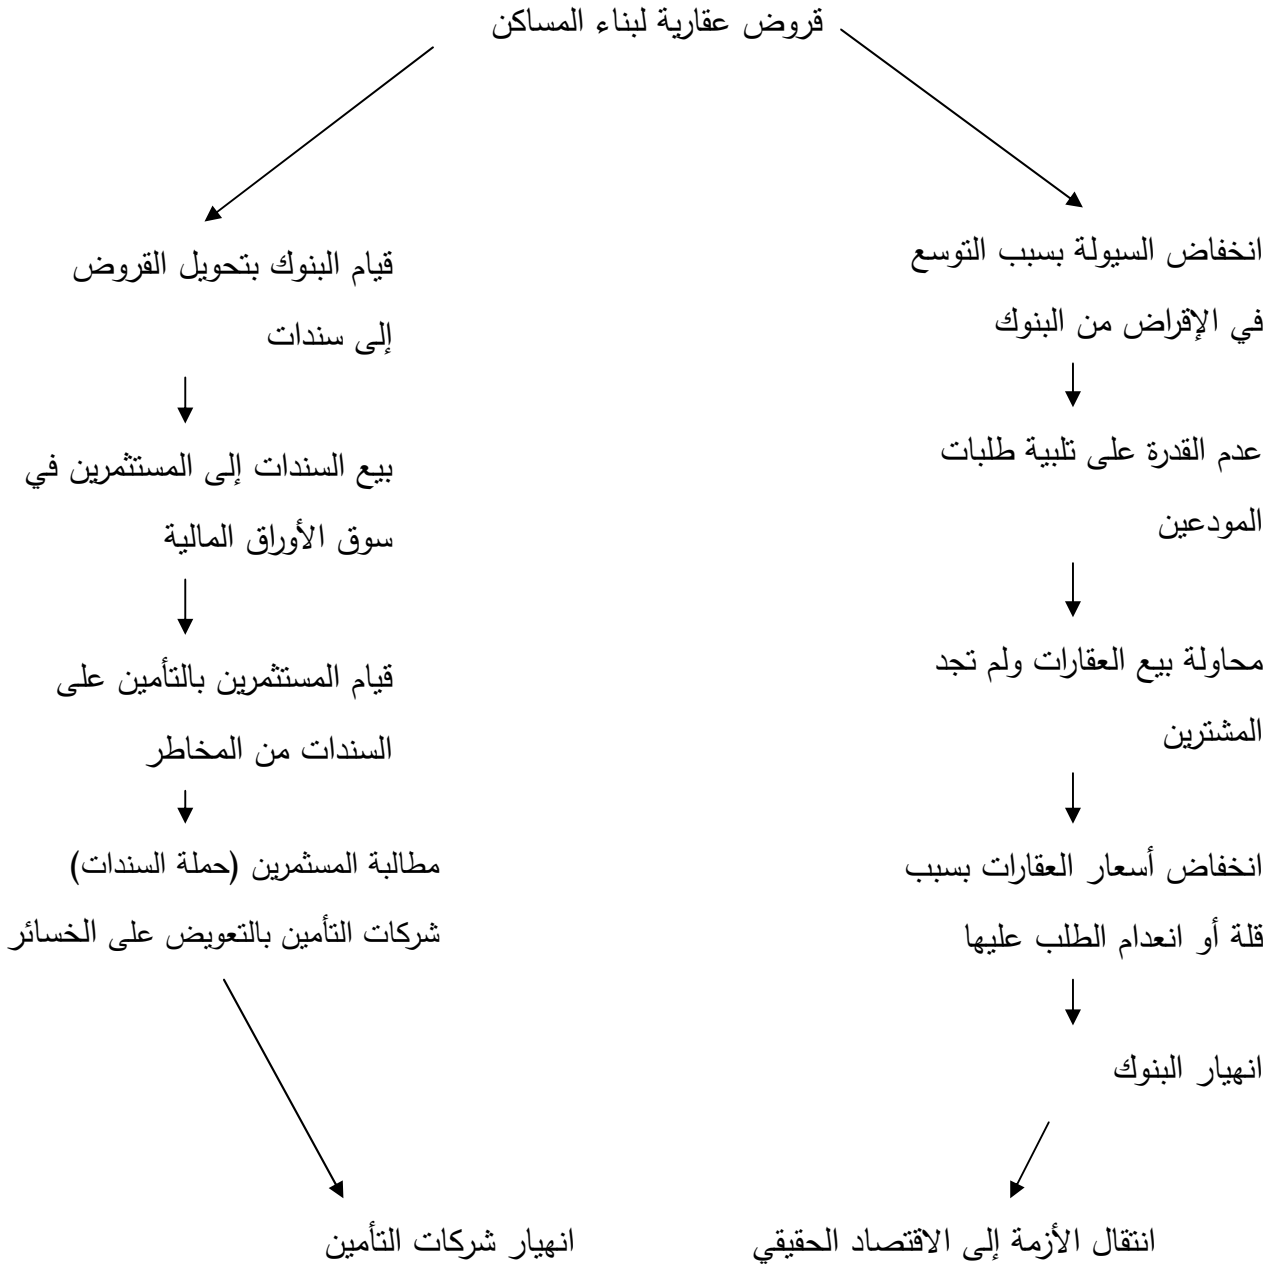 قروض عقارية لبناء المساكن
انخفاض السيولة بسبب التوسع
في الإقراض من البنوك
عدم القدرة على تلبية طلبات
المودعين
محاولة بيع العقارات ولم تجد
المشترين
انخفاض أسعار العقارات بسبب
قلة أو انعدام الطلب عليها
انهيار البنوك
انتقال الأزمة إلى الاقتصاد الحقيقي
قيام البنوك بتحويل القروض
إلى سندات
بيع السندات إلى المستثمرين في
سوق الأوراق المالية
قيام المستثمرين بالتأمين على
السندات من المخاطر
مطالبة المسثمرين (حملة السندات)
شركات التأمين بالتعويض على الخسائر
انهيار شركات التأمين